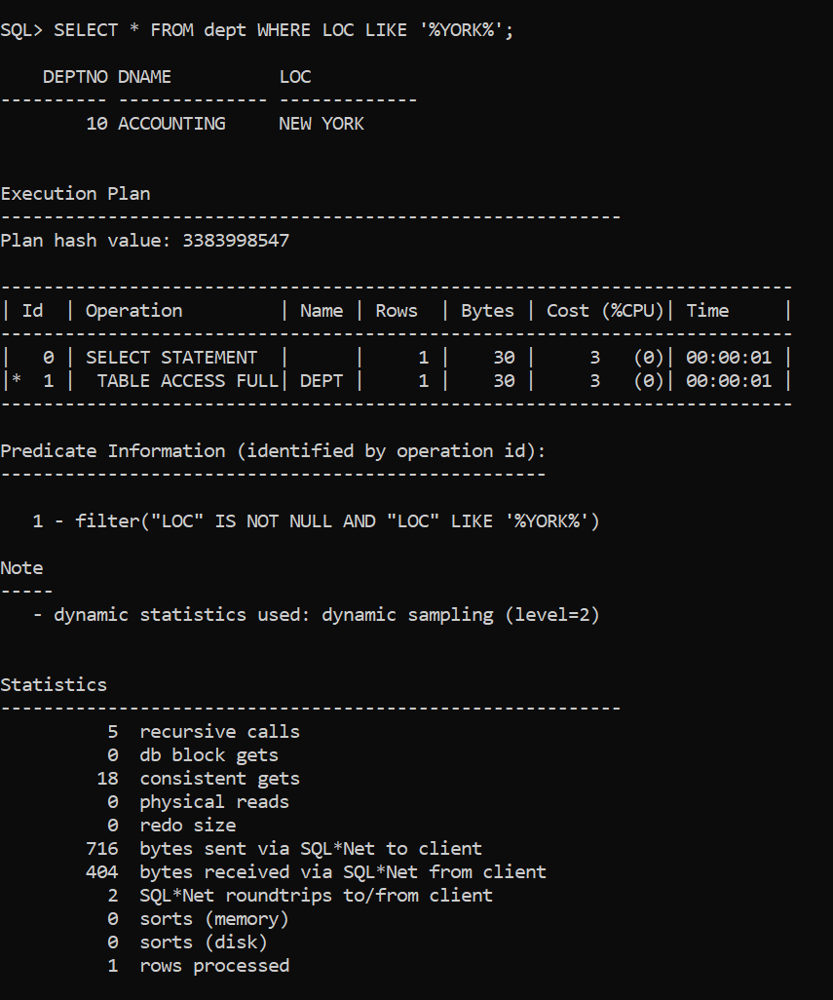 SQL> SELECT * FROM dept WHERE LOC LIKE '%YORK%';
    DEPTNO DNAME          LOC
---------- -------------- -------------
        10 ACCOUNTING     NEW YORK
Execution Plan
----------------------------------------------------------
Plan hash value: 3383998547
--------------------------------------------------------------------------
| Id  | Operation         | Name | Rows  | Bytes | Cost (%CPU)| Time     |
--------------------------------------------------------------------------
|   0 | SELECT STATEMENT  |      |     1 |    30 |     3   (0)| 00:00:01 |
|*  1 |  TABLE ACCESS FULL| DEPT |     1 |    30 |     3   (0)| 00:00:01 |
--------------------------------------------------------------------------
Predicate Information (identified by operation id):
---------------------------------------------------
   1 - filter("LOC" IS NOT NULL AND "LOC" LIKE '%YORK%')
Note
-----
   - dynamic statistics used: dynamic sampling (level=2)
Statistics
----------------------------------------------------------
          5  recursive calls
          0  db block gets
         18  consistent gets
          0  physical reads
          0  redo size
        716  bytes sent via SQL*Net to client
        404  bytes received via SQL*Net from client
          2  SQL*Net roundtrips to/from client
          0  sorts (memory)
          0  sorts (disk)
          1  rows processed